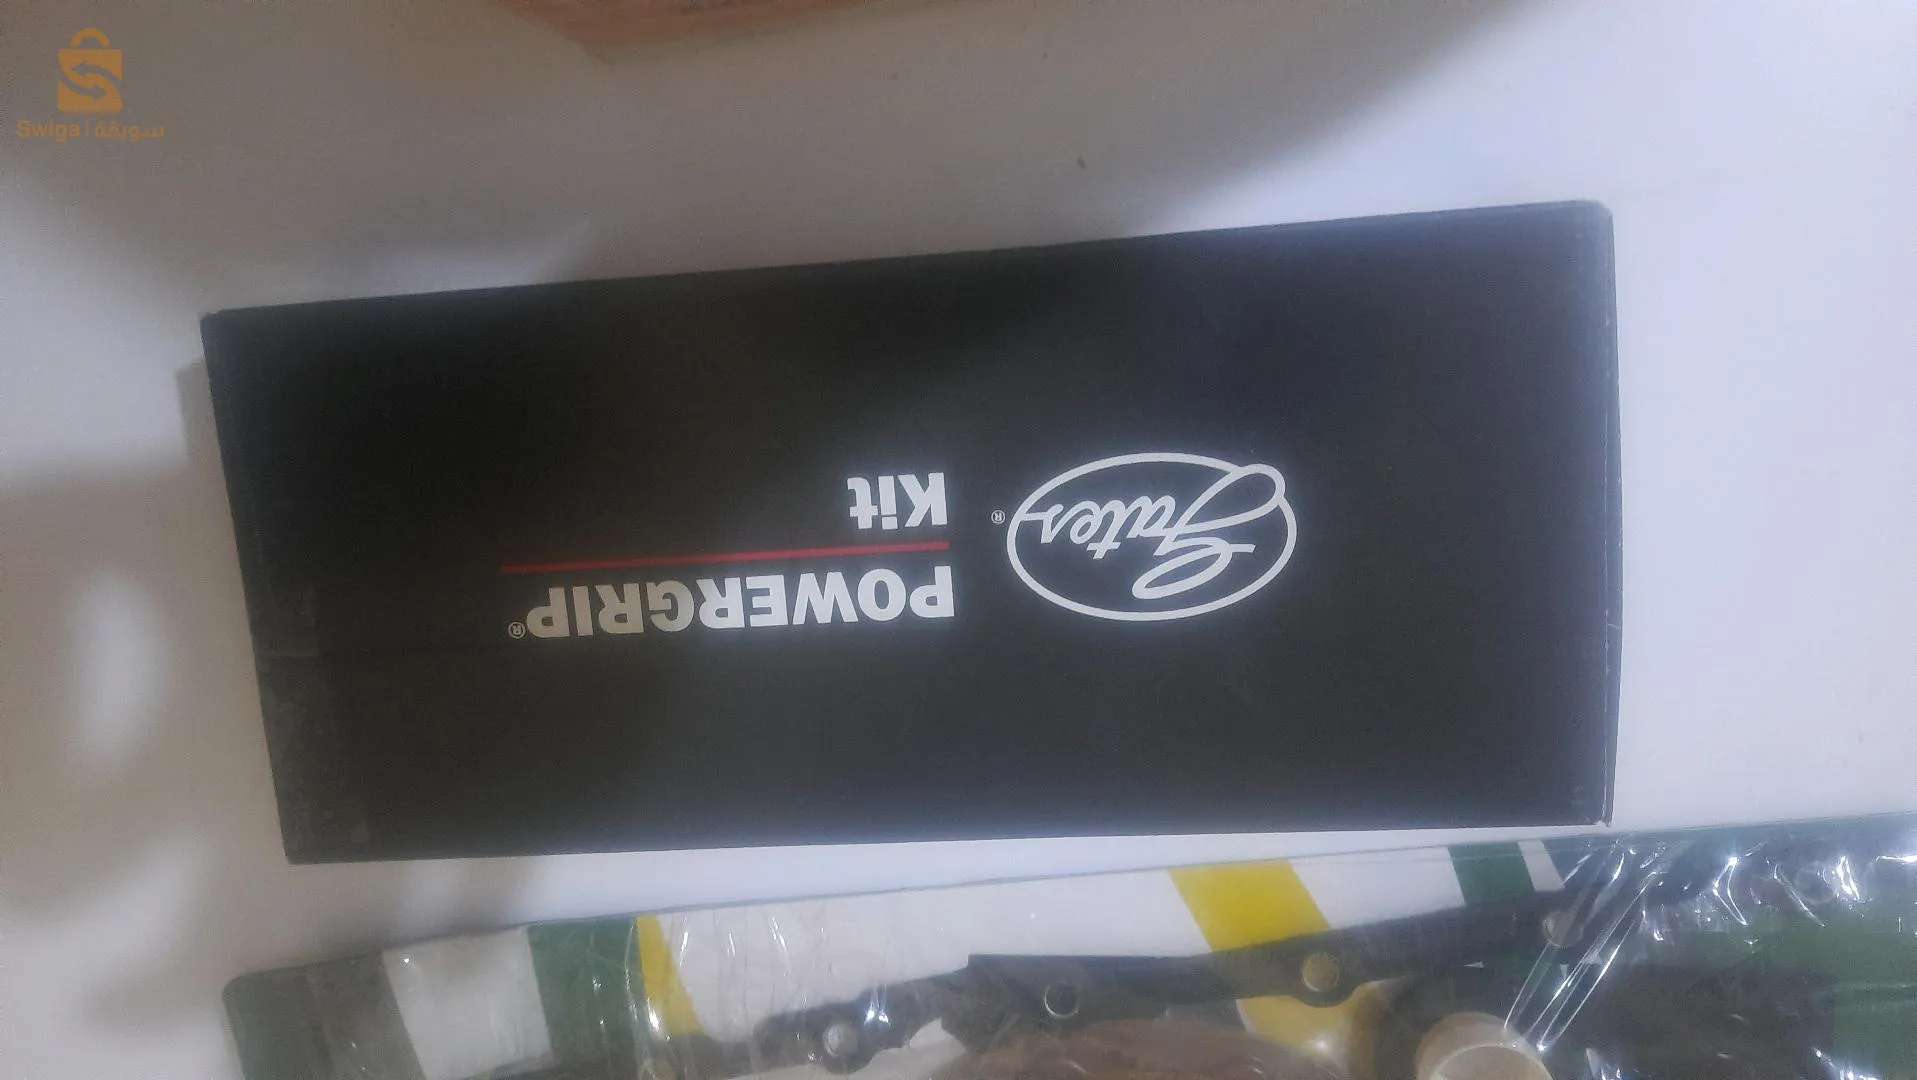 Swiga | سويقة
Gates®
POWERGRIP®
Kit